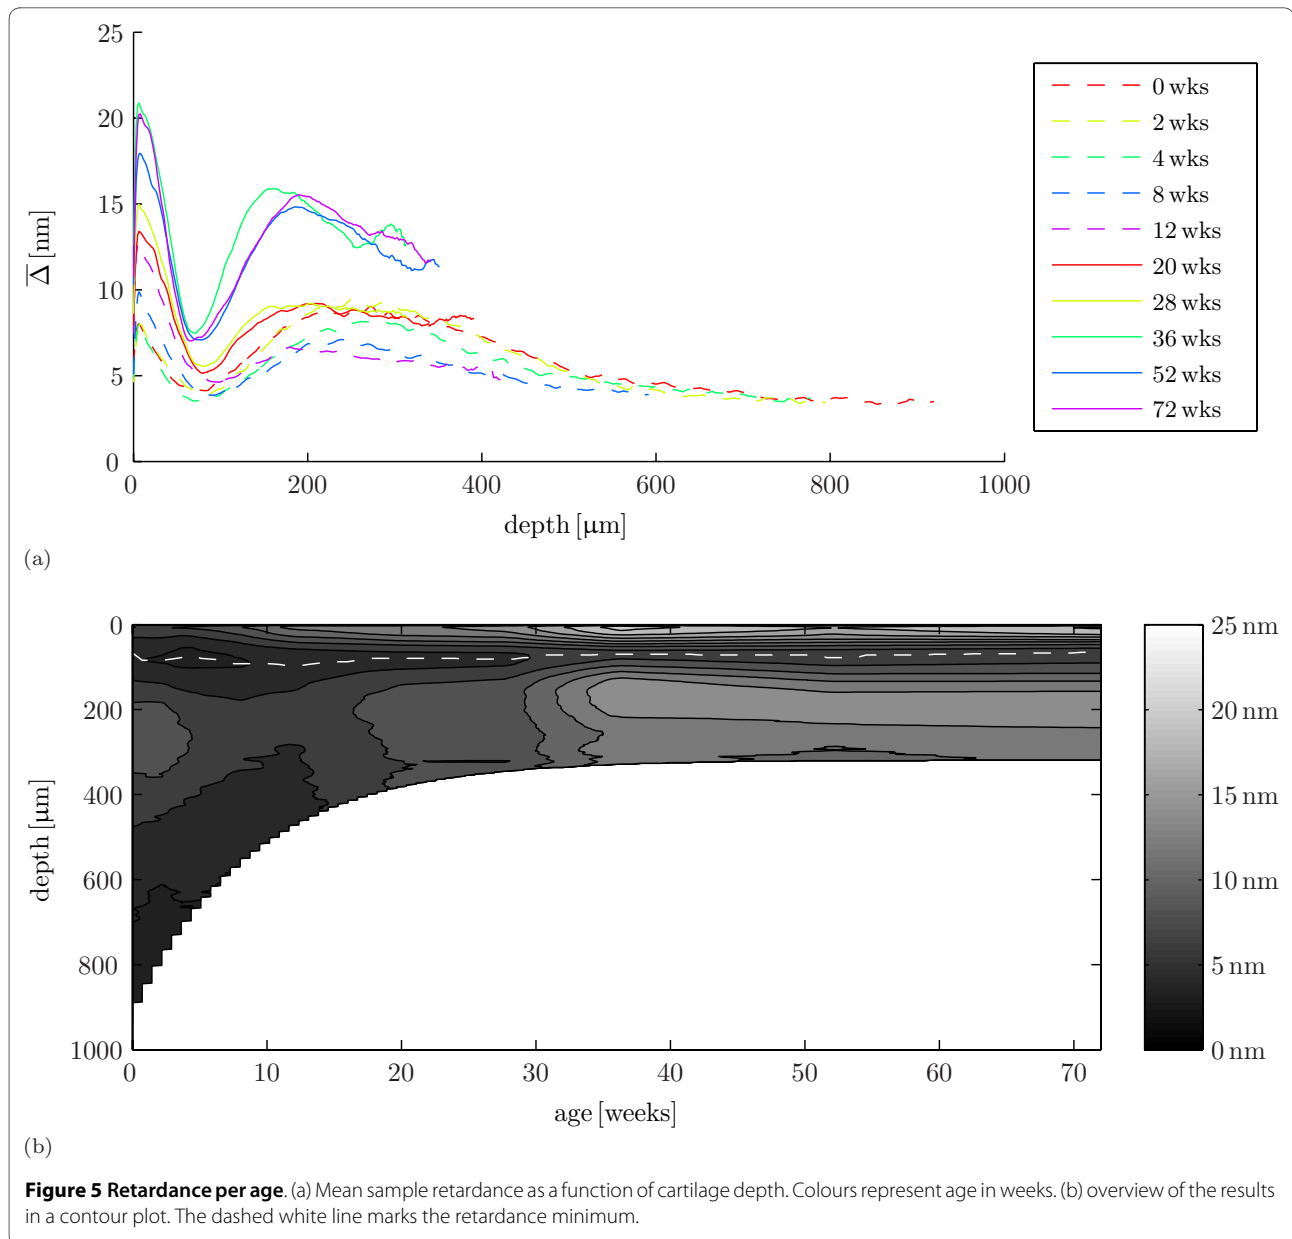 25
20
15
10
5
0
Δ̅ [nm]
0 200 400 600 800 1000
depth [μm]
0 wks
2 wks
4 wks
8 wks
12 wks
20 wks
28 wks
36 wks
52 wks
72 wks
(a)
0
200
400
600
800
1000
depth [μm]
0 10 20 30 40 50 60 70
age [weeks]
25 nm
20 nm
15 nm
10 nm
5 nm
0 nm
(b)
Figure 5 Retardance per age. (a) Mean sample retardance as a function of cartilage depth. Colours represent age in weeks. (b) overview of the results
in a contour plot. The dashed white line marks the retardance minimum.